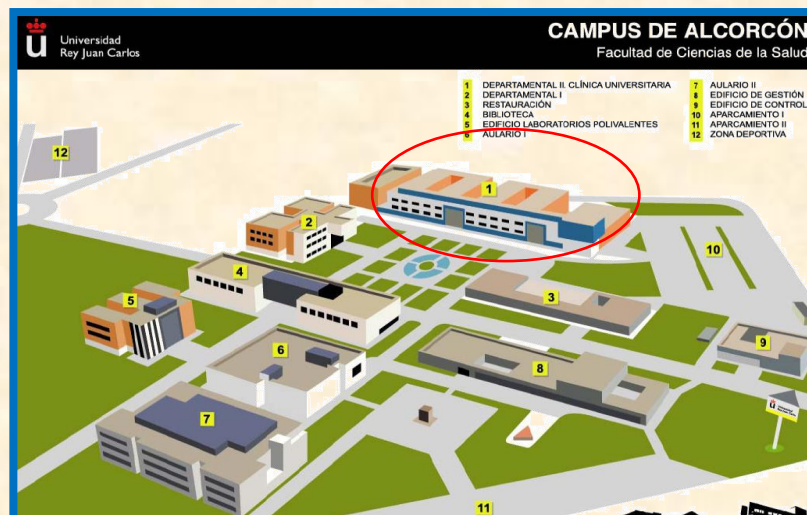 Universidad
Rey Juan Carlos
CAMPUS DE ALCORCÓN
Facultad de Ciencias de la Salud
1 DEPARTAMENTAL II. CLÍNICA UNIVERSITARIA
2 DEPARTAMENTAL I
3 RESTAURACIÓN
4 BIBLIOTECA
5 EDIFICIO LABORATORIOS POLIVALENTES
6 AULARIO I
7 AULARIO II
8 EDIFICIO DE GESTIÓN
9 EDIFICIO DE CONTROL
10 APARCAMIENTO I
11 APARCAMIENTO II
12 ZONA DEPORTIVA
12
1
2
10
4
3
5
9
6
8
7
11